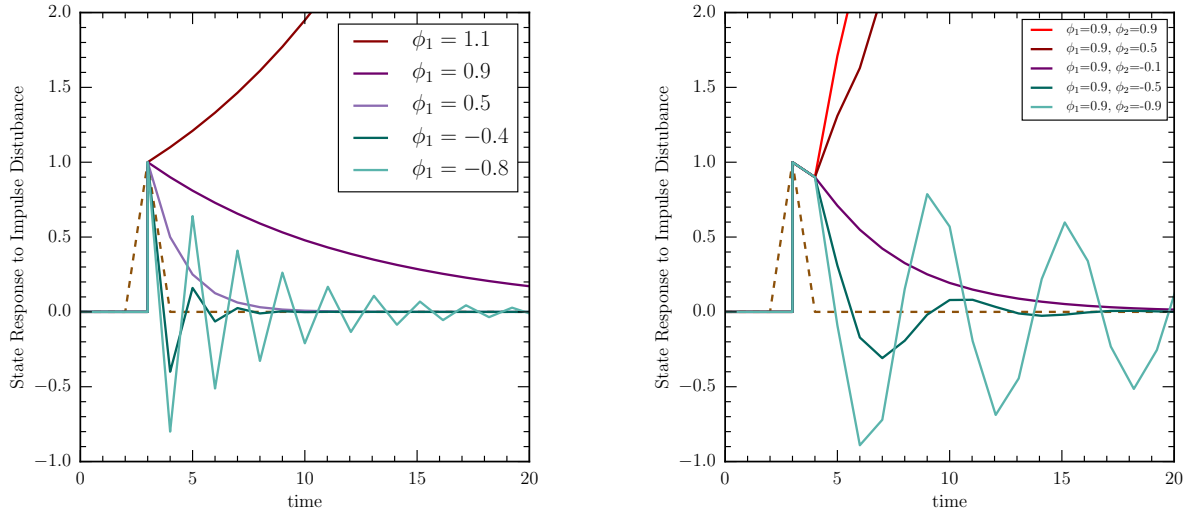 2.0
1.5
1.0
0.5
0.0
−0.5
−1.0
0
5
10
15
20
time
State Response to Impulse Distubance
ϕ₁ = 1.1
ϕ₁ = 0.9
ϕ₁ = 0.5
ϕ₁ = −0.4
ϕ₁ = −0.8
2.0
1.5
1.0
0.5
0.0
−0.5
−1.0
0
5
10
15
20
time
State Response to Impulse Distubance
ϕ₁=0.9, ϕ₂=0.9
ϕ₁=0.9, ϕ₂=0.5
ϕ₁=0.9, ϕ₂=-0.1
ϕ₁=0.9, ϕ₂=-0.5
ϕ₁=0.9, ϕ₂=-0.9